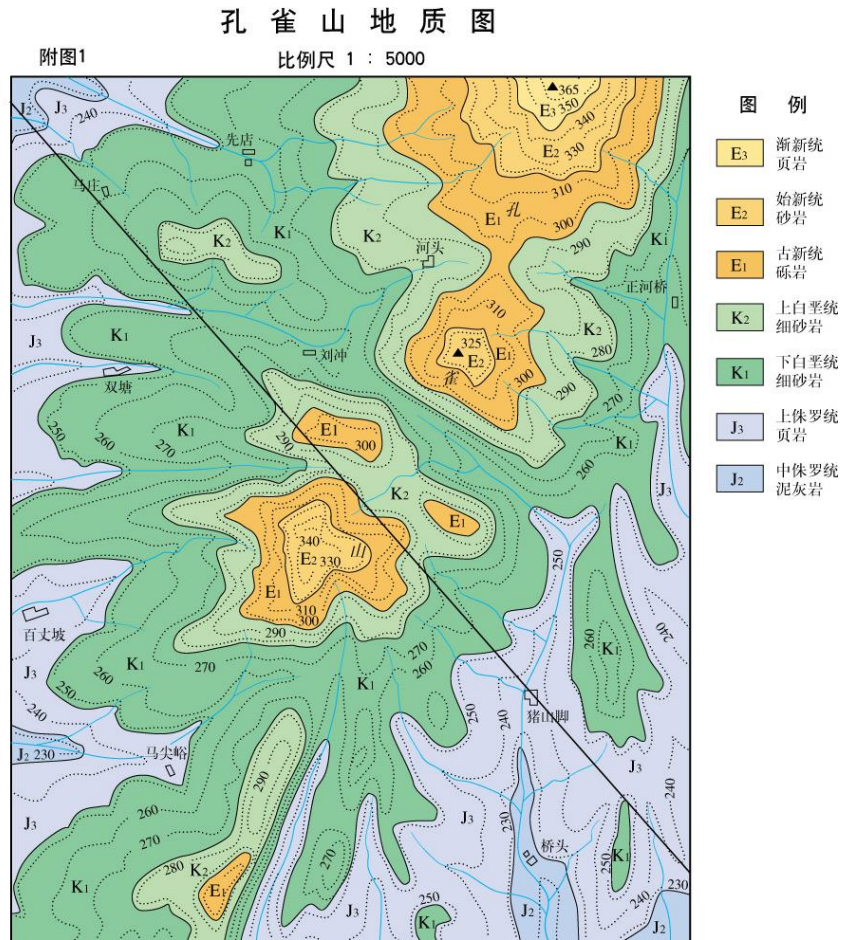 孔雀山地质图
附图1
比例尺 1 : 5000
图 例
E3 渐新统
页岩
E2 始新统
砂岩
E1 古新统
砾岩
K2 上白垩统
细砂岩
K1 下白垩统
细砂岩
J3 上侏罗统
页岩
J2 中侏罗统
泥灰岩
J2
J3
240
先店
马庄
K2
K1
K2
365
E3
350
340
E2
330
310
E1
孔
300
290
K1
河头
正河桥
310
325
E2
E1
雀
K2
280
300
290
270
J3
K1
双塘
刘冲
250
260
270
K1
290
E1
300
K2
E1
K1
260
J3
340
E2
330
山
E1
310
300
290
250
百丈坡
J3
K1
260
270
250
240
J2
230
马尖峪
J3
K1
270
260
260
K1
240
250
240
猪山脚
J3
290
260
270
280
K2
E1
K1
270
J3
J3
230
桥头
J2
250
K1
250
K1
240
240
230
J2